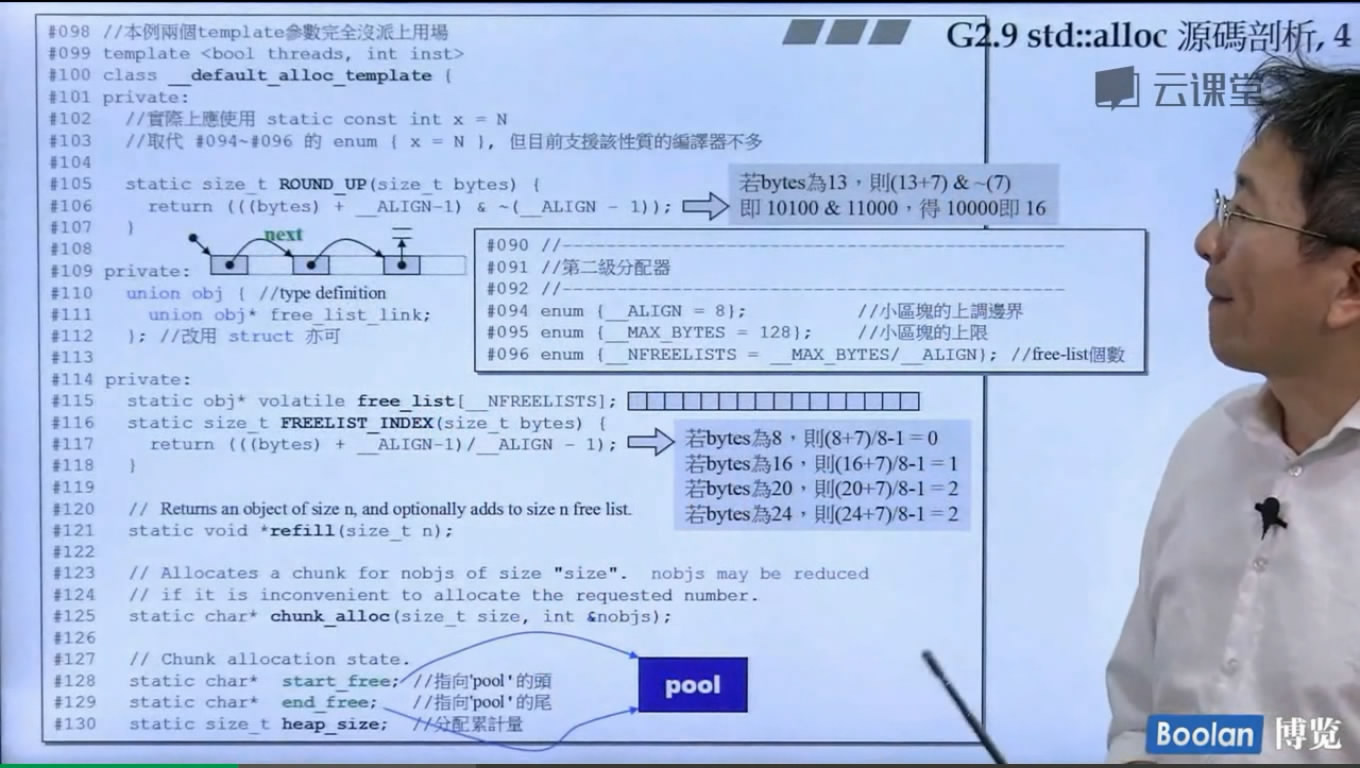 G2.9 std::alloc 源碼剖析, 4
云课堂
#098 //本例兩個template參數完全沒派上用場
#099 template <bool threads, int inst>
#100 class __default_alloc_template {
#101 private:
#102 //實際上應使用 static const int x = N
#103 //取代 #094~#096 的 enum { x = N }, 但目前支援該性質的編譯器不多
#104
#105 static size_t ROUND_UP(size_t bytes) {
#106 return (((bytes) + __ALIGN-1) & ~(__ALIGN - 1));
#107 }
若bytes為13，則(13+7) & ~(7)
即 10100 & 11000，得 10000即 16
next
#108
#109 private:
#110 union obj { //type definition
#111 union obj* free_list_link;
#112 }; //改用 struct 亦可
#113
#090 //----------------------------------------------
#091 //第二級分配器
#092 //----------------------------------------------
#094 enum {__ALIGN = 8}; //小區塊的上調邊界
#095 enum {__MAX_BYTES = 128}; //小區塊的上限
#096 enum {__NFREELISTS = __MAX_BYTES/__ALIGN}; //free-list個數
#114 private:
#115 static obj* volatile free_list[__NFREELISTS];
#116 static size_t FREELIST_INDEX(size_t bytes) {
#117 return (((bytes) + __ALIGN-1)/__ALIGN - 1);
#118 }
若bytes為8，則(8+7)/8-1 = 0
若bytes為16，則(16+7)/8-1 = 1
若bytes為20，則(20+7)/8-1 = 2
若bytes為24，則(24+7)/8-1 = 2
#119
#120 // Returns an object of size n, and optionally adds to size n free list.
#121 static void *refill(size_t n);
#122
#123 // Allocates a chunk for nobjs of size "size". nobjs may be reduced
#124 // if it is inconvenient to allocate the requested number.
#125 static char* chunk_alloc(size_t size, int &nobjs);
#126
#127 // Chunk allocation state.
#128 static char* start_free; //指向'pool'的頭
#129 static char* end_free; //指向'pool'的尾
#130 static size_t heap_size; //分配累計量
pool
Boolan 博览